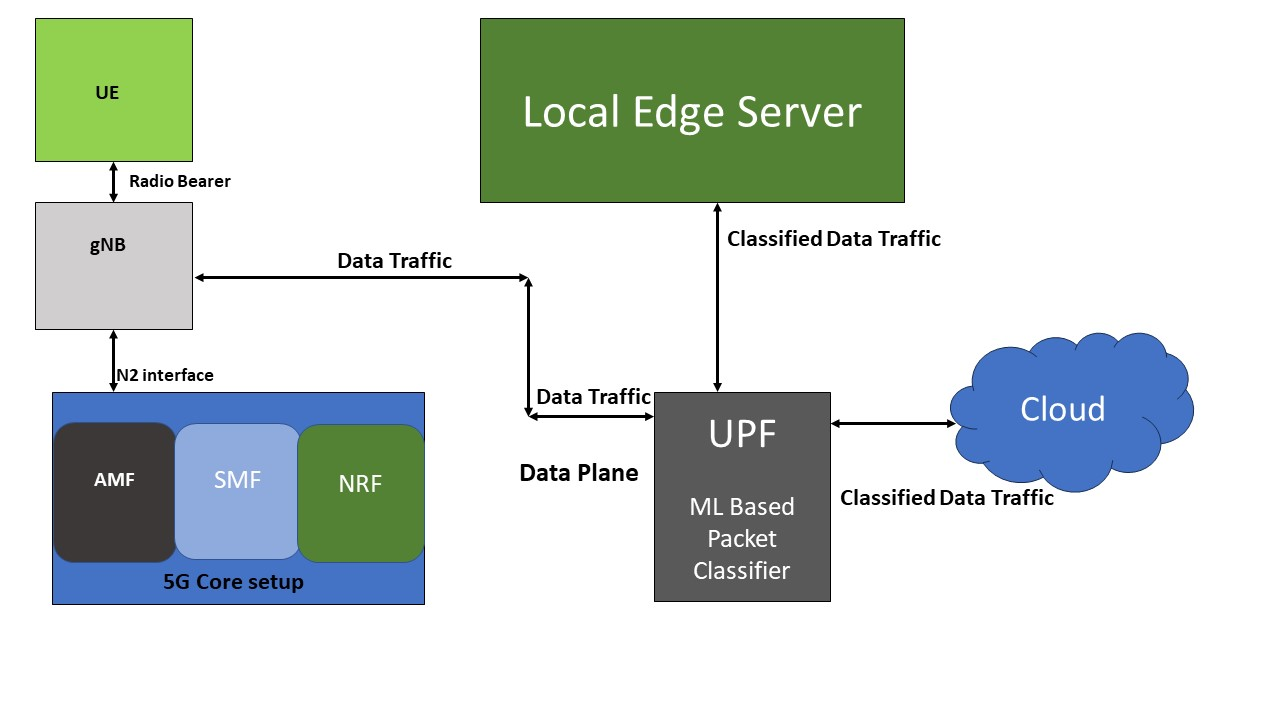 UE
Local Edge Server
Radio Bearer
gNB
Classified Data Traffic
Data Traffic
N2 interface
Data Traffic
Cloud
UPF
Data Plane
AMF
SMF
NRF
Classified Data Traffic
ML Based
Packet
Classifier
5G Core setup